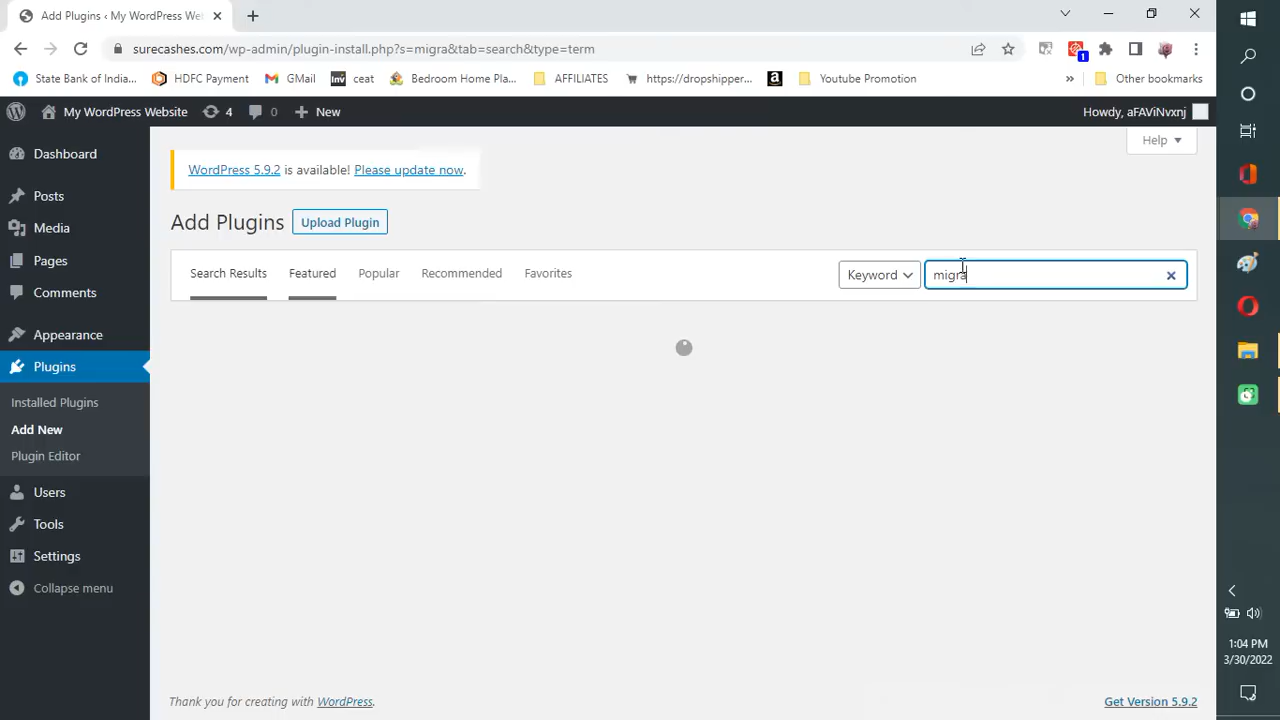 Add Plugins ‹ My WordPress Wel
surecashes.com/wp-admin/plugin-install.php?s=migra&tab=search&type=term
1
State Bank of India...
HDFC Payment
GMail
Inv
ceat
Bedroom Home Pla...
AFFILIATES
https://dropshipper...
a
Youtube Promotion
»
Other bookmarks
My WordPress Website
4
0
New
Howdy, aFAViNvxnj
Help
Dashboard
WordPress 5.9.2 is available! Please update now.
Posts
Media
Pages
Comments
Appearance
Plugins
Installed Plugins
Add New
Plugin Editor
Users
Tools
Settings
Collapse menu
Add Plugins
Upload Plugin
Search Results
Featured
Popular
Recommended
Favorites
Keyword
migra
Thank you for creating with WordPress.
Get Version 5.9.2
1:04 PM
3/30/2022